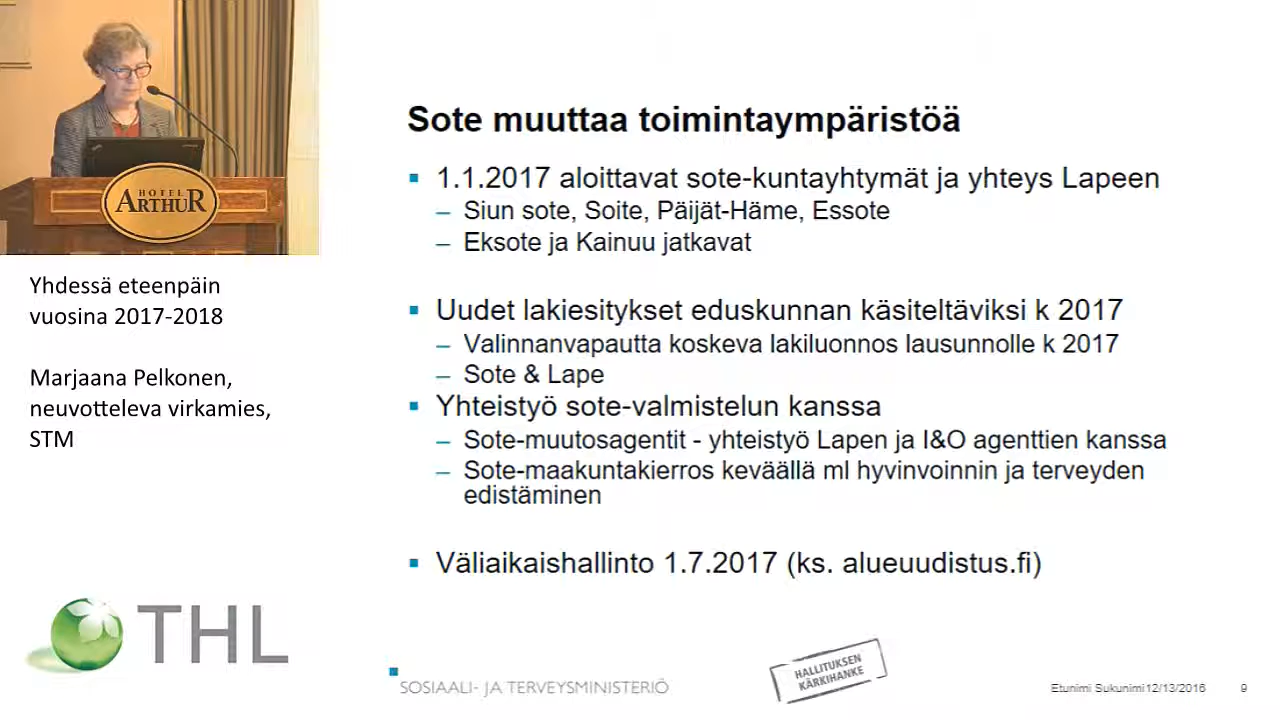 HOTEL
ARTHUR
Yhdessä eteenpäin
vuosina 2017-2018
Marjaana Pelkonen,
neuvotteleva virkamies,
STM
THL
Sote muuttaa toimintaympäristöä
1.1.2017 aloittavat sote-kuntayhtymät ja yhteys Lapeen
– Siun sote, Soite, Päijät-Häme, Essote
– Eksote ja Kainuu jatkavat
Uudet lakiesitykset eduskunnan käsiteltäviksi k 2017
– Valinnanvapautta koskeva lakiluonnos lausunnolle k 2017
– Sote & Lape
Yhteistyö sote-valmistelun kanssa
– Sote-muutosagentit - yhteistyö Lapen ja I&O agenttien kanssa
– Sote-maakuntakierros keväällä ml hyvinvoinnin ja terveyden
edistäminen
Väliaikaishallinto 1.7.2017 (ks. alueuudistus.fi)
SOSIAALI- JA TERVEYSMINISTERIÖ
HALLITUKSEN
KÄRKIHANKE
Etunimi Sukunimi 12/13/2016 9